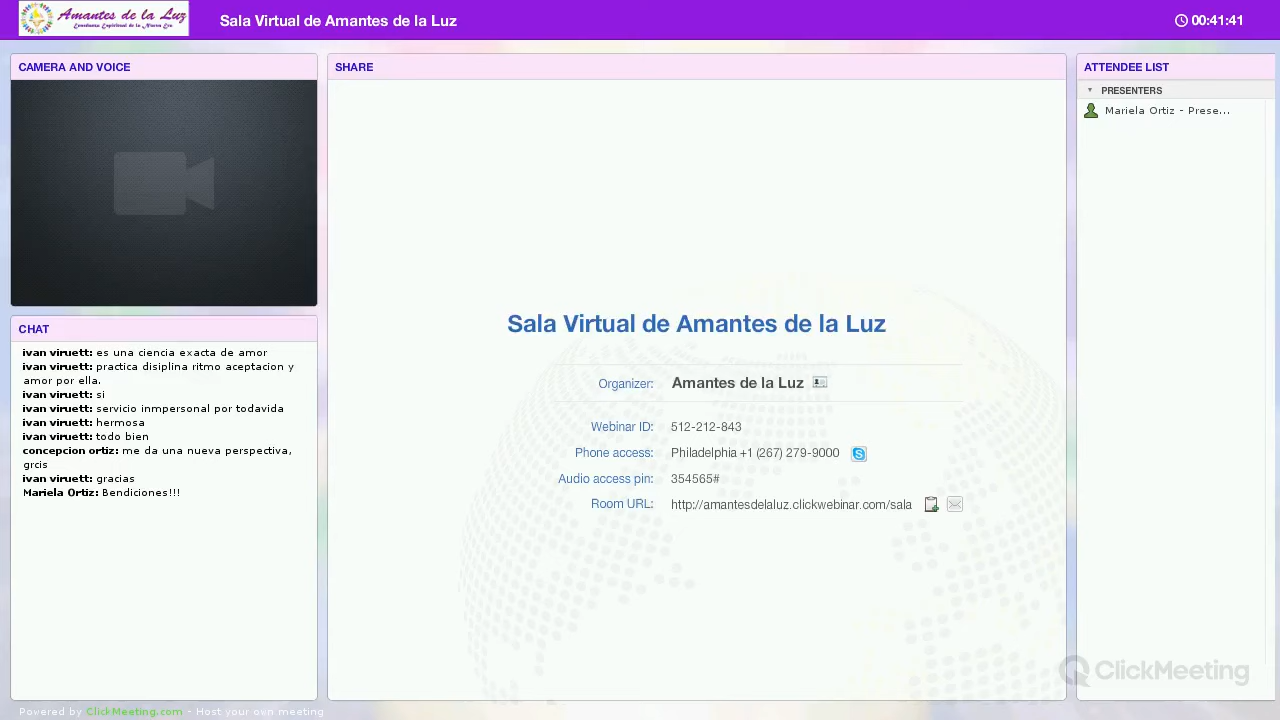 Amantes de la Luz
Enseñanza Espiritual de la Nueva Era
Sala Virtual de Amantes de la Luz
00:41:41
CAMERA AND VOICE
SHARE
ATTENDEE LIST
PRESENTERS
Mariela Ortiz - Prese...
CHAT
ivan viruett: es una ciencia exacta de amor
ivan viruett: practica disiplina ritmo aceptacion y
amor por ella.
ivan viruett: si
ivan viruett: servicio inmpersonal por todavida
ivan viruett: hermosa
ivan viruett: todo bien
concepcion ortiz: me da una nueva perspectiva,
grcis
ivan viruett: gracias
Mariela Ortiz: Bendiciones!!!
Sala Virtual de Amantes de la Luz
Organizer: Amantes de la Luz
Webinar ID: 512-212-843
Phone access: Philadelphia +1 (267) 279-9000
Audio access pin: 354565#
Room URL: http://amantesdelaluz.clickwebinar.com/sala
ClickMeeting
Powered by ClickMeeting.com - Host your own meeting